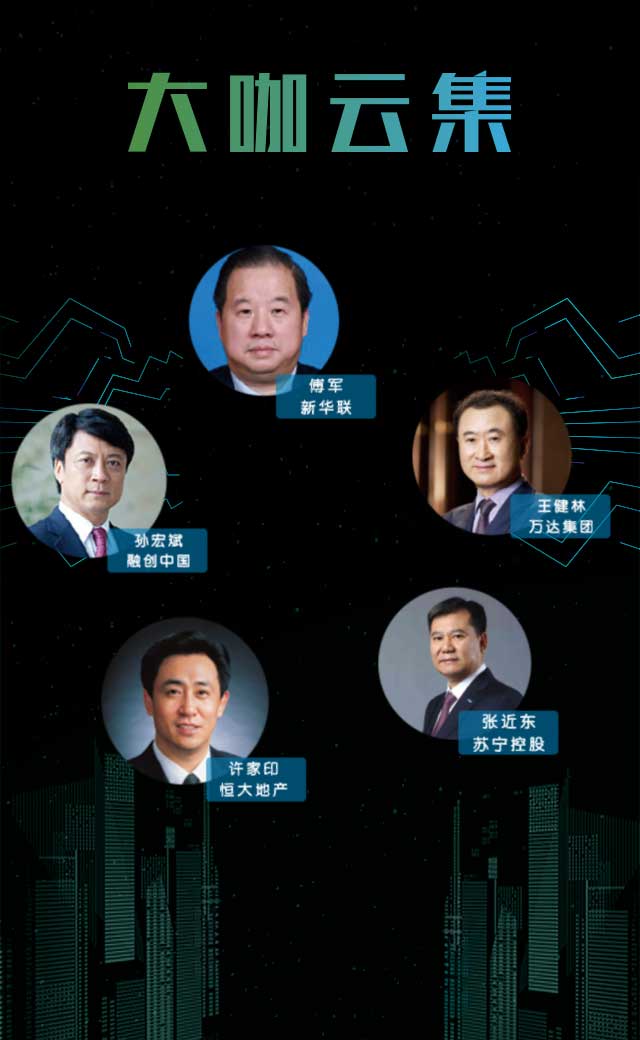 大咖云集
傅军
新华联
王健林
万达集团
孙宏斌
融创中国
张近东
苏宁控股
许家印
恒大地产